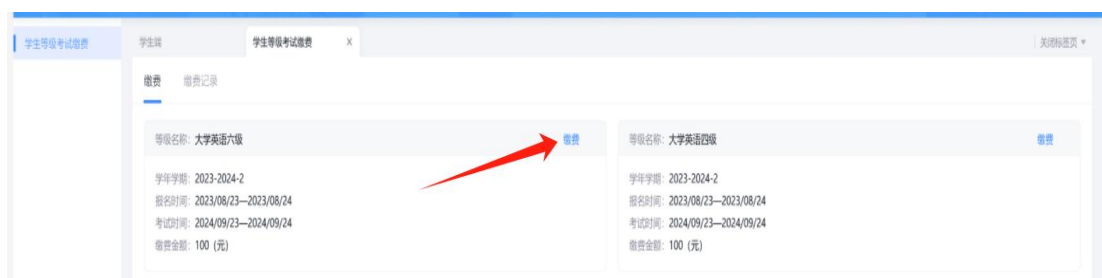 学生等级考试缴费
学生端 学生等级考试缴费 x 关闭标签页
缴费 缴费记录
等级名称: 大学英语六级 缴费
学年学期: 2023-2024-2
报名时间: 2023/08/23—2023/08/24
考试时间: 2024/09/23—2024/09/24
缴费金额: 100 (元)
等级名称: 大学英语四级 缴费
学年学期: 2023-2024-2
报名时间: 2023/08/23—2023/08/24
考试时间: 2024/09/23—2024/09/24
缴费金额: 100 (元)